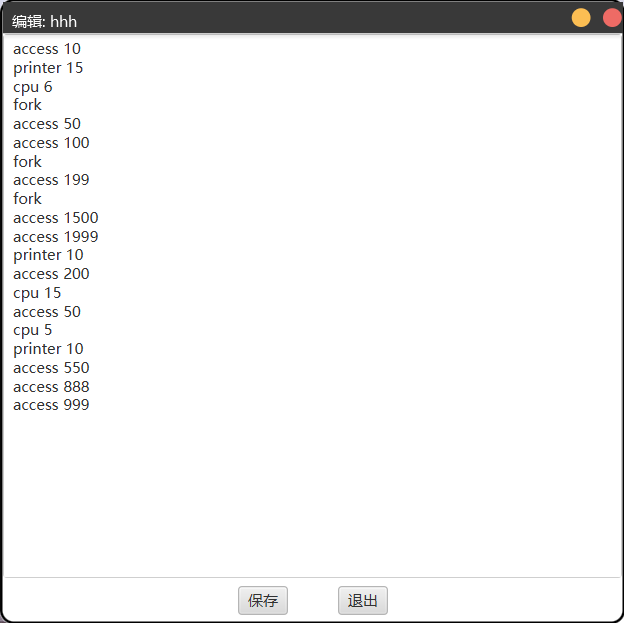 编辑: hhh
access 10
printer 15
cpu 6
fork
access 50
access 100
fork
access 199
fork
access 1500
access 1999
printer 10
access 200
cpu 15
access 50
cpu 5
printer 10
access 550
access 888
access 999
保存
退出